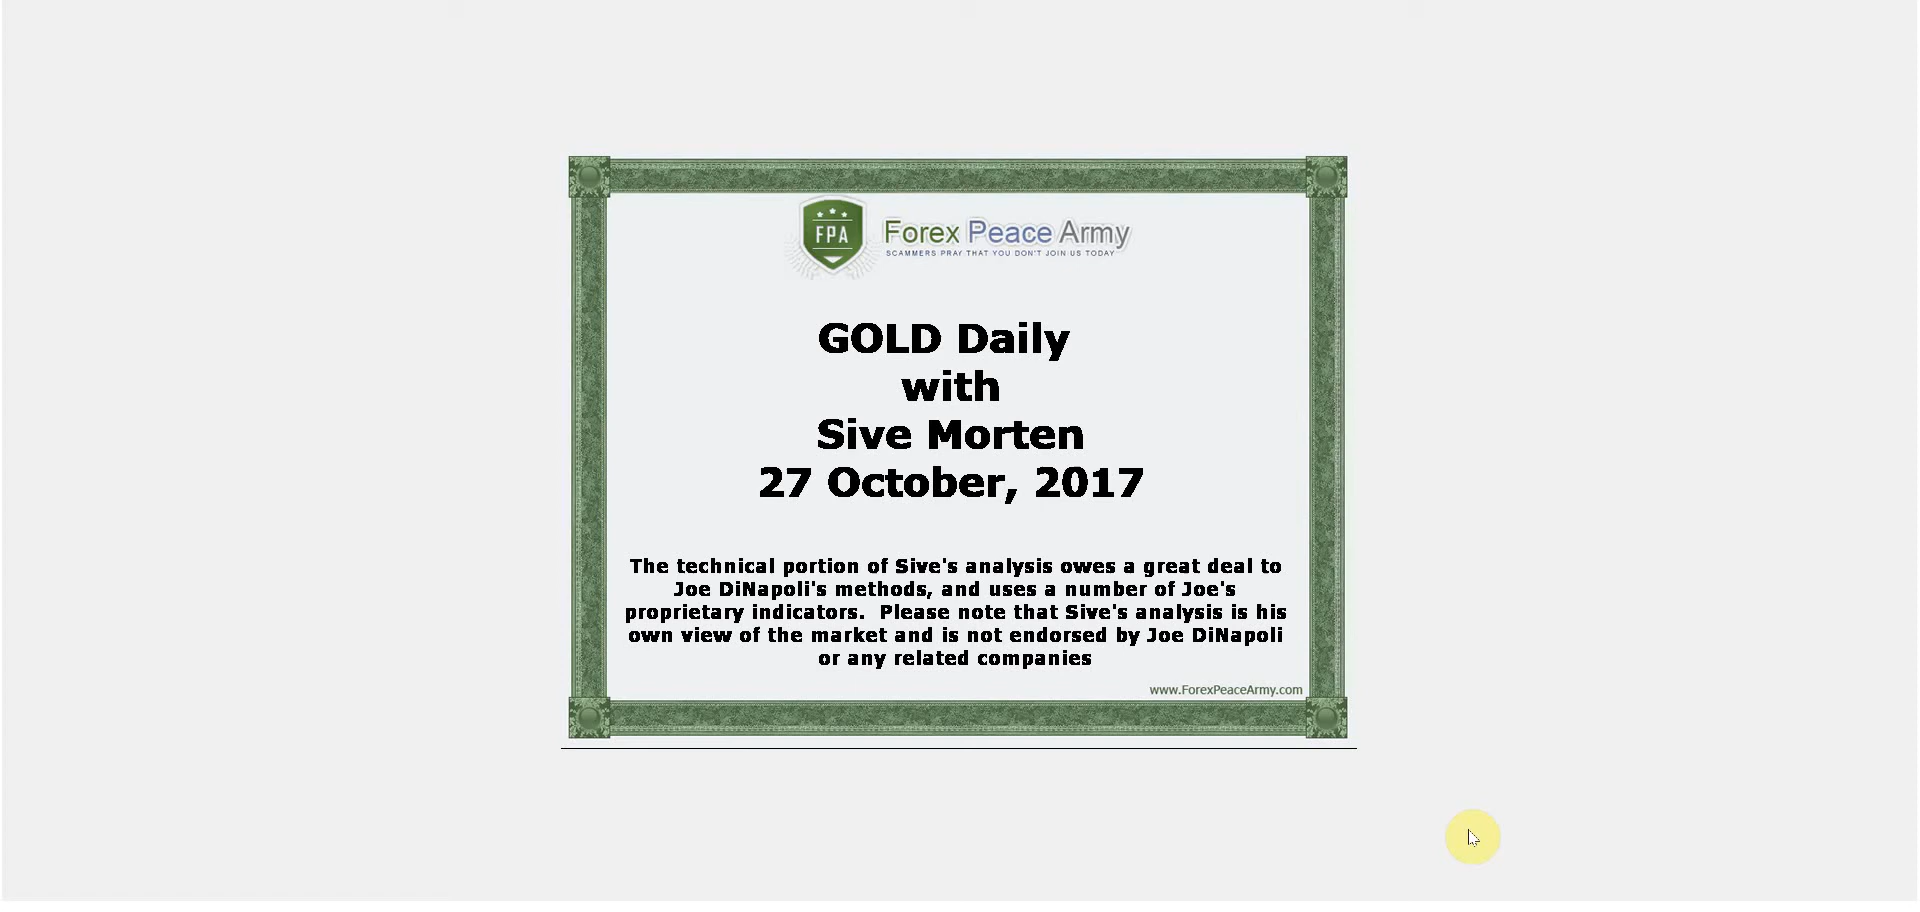 FPA
Forex Peace Army
SCAMMERS PRAY THAT YOU DON'T JOIN US TODAY
GOLD Daily
with
Sive Morten
27 October, 2017
The technical portion of Sive's analysis owes a great deal to
Joe DiNapoli's methods, and uses a number of Joe's
proprietary indicators.  Please note that Sive's analysis is his
own view of the market and is not endorsed by Joe DiNapoli
or any related companies
www.ForexPeaceArmy.com